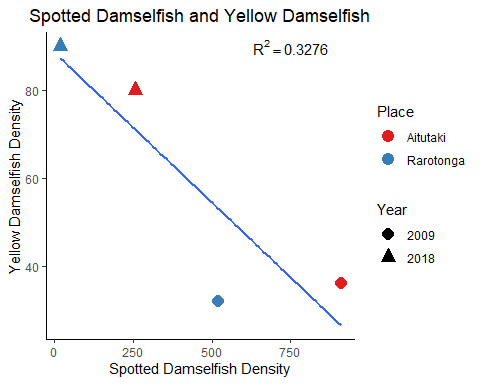 Spotted Damselfish and Yellow Damselfish
R² = 0.3276
80
60
40
Yellow Damselfish Density
0
250
500
750
Spotted Damselfish Density
Place
Aitutaki
Rarotonga
Year
2009
2018